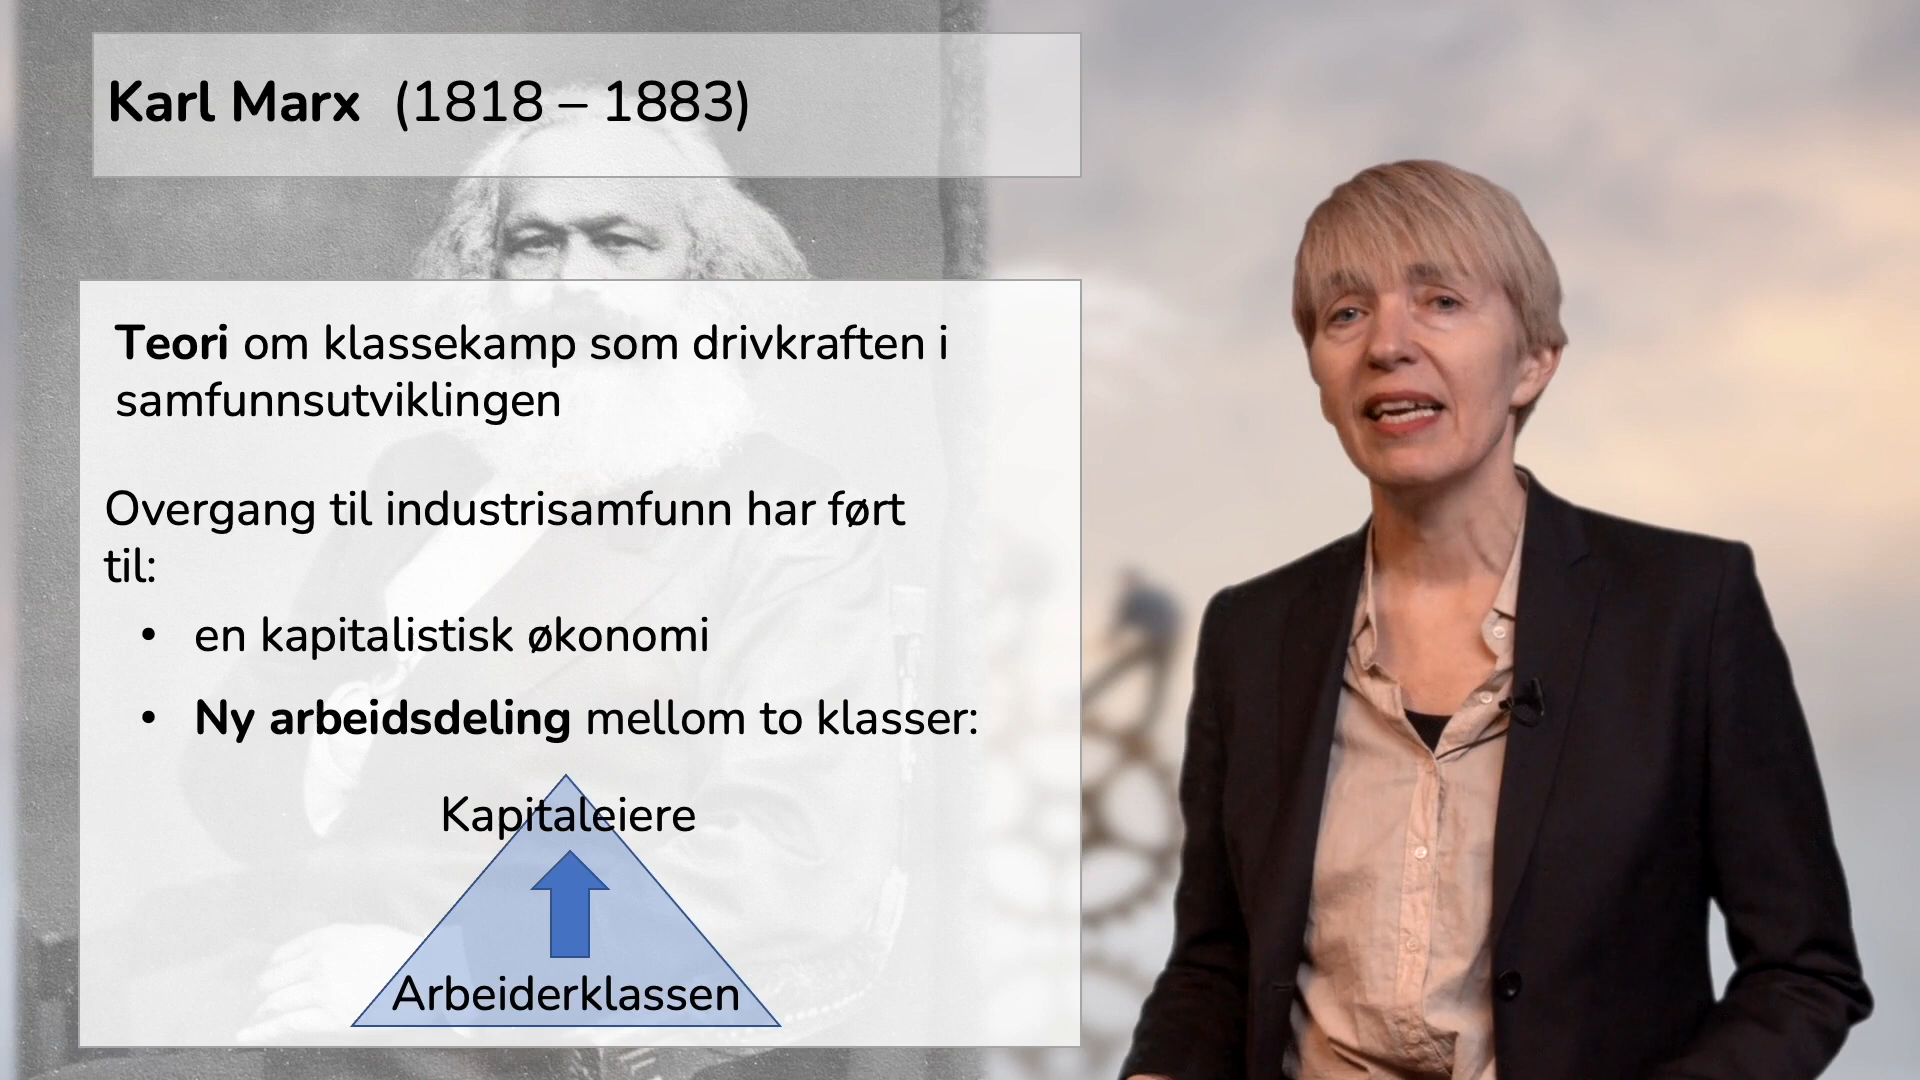 Karl Marx (1818 – 1883)
Teori om klassekamp som drivkraften i
samfunnsutviklingen
Overgang til industrisamfunn har ført
til:
• en kapitalistisk økonomi
• Ny arbeidsdeling mellom to klasser:
Kapitaleiere
Arbeiderklassen